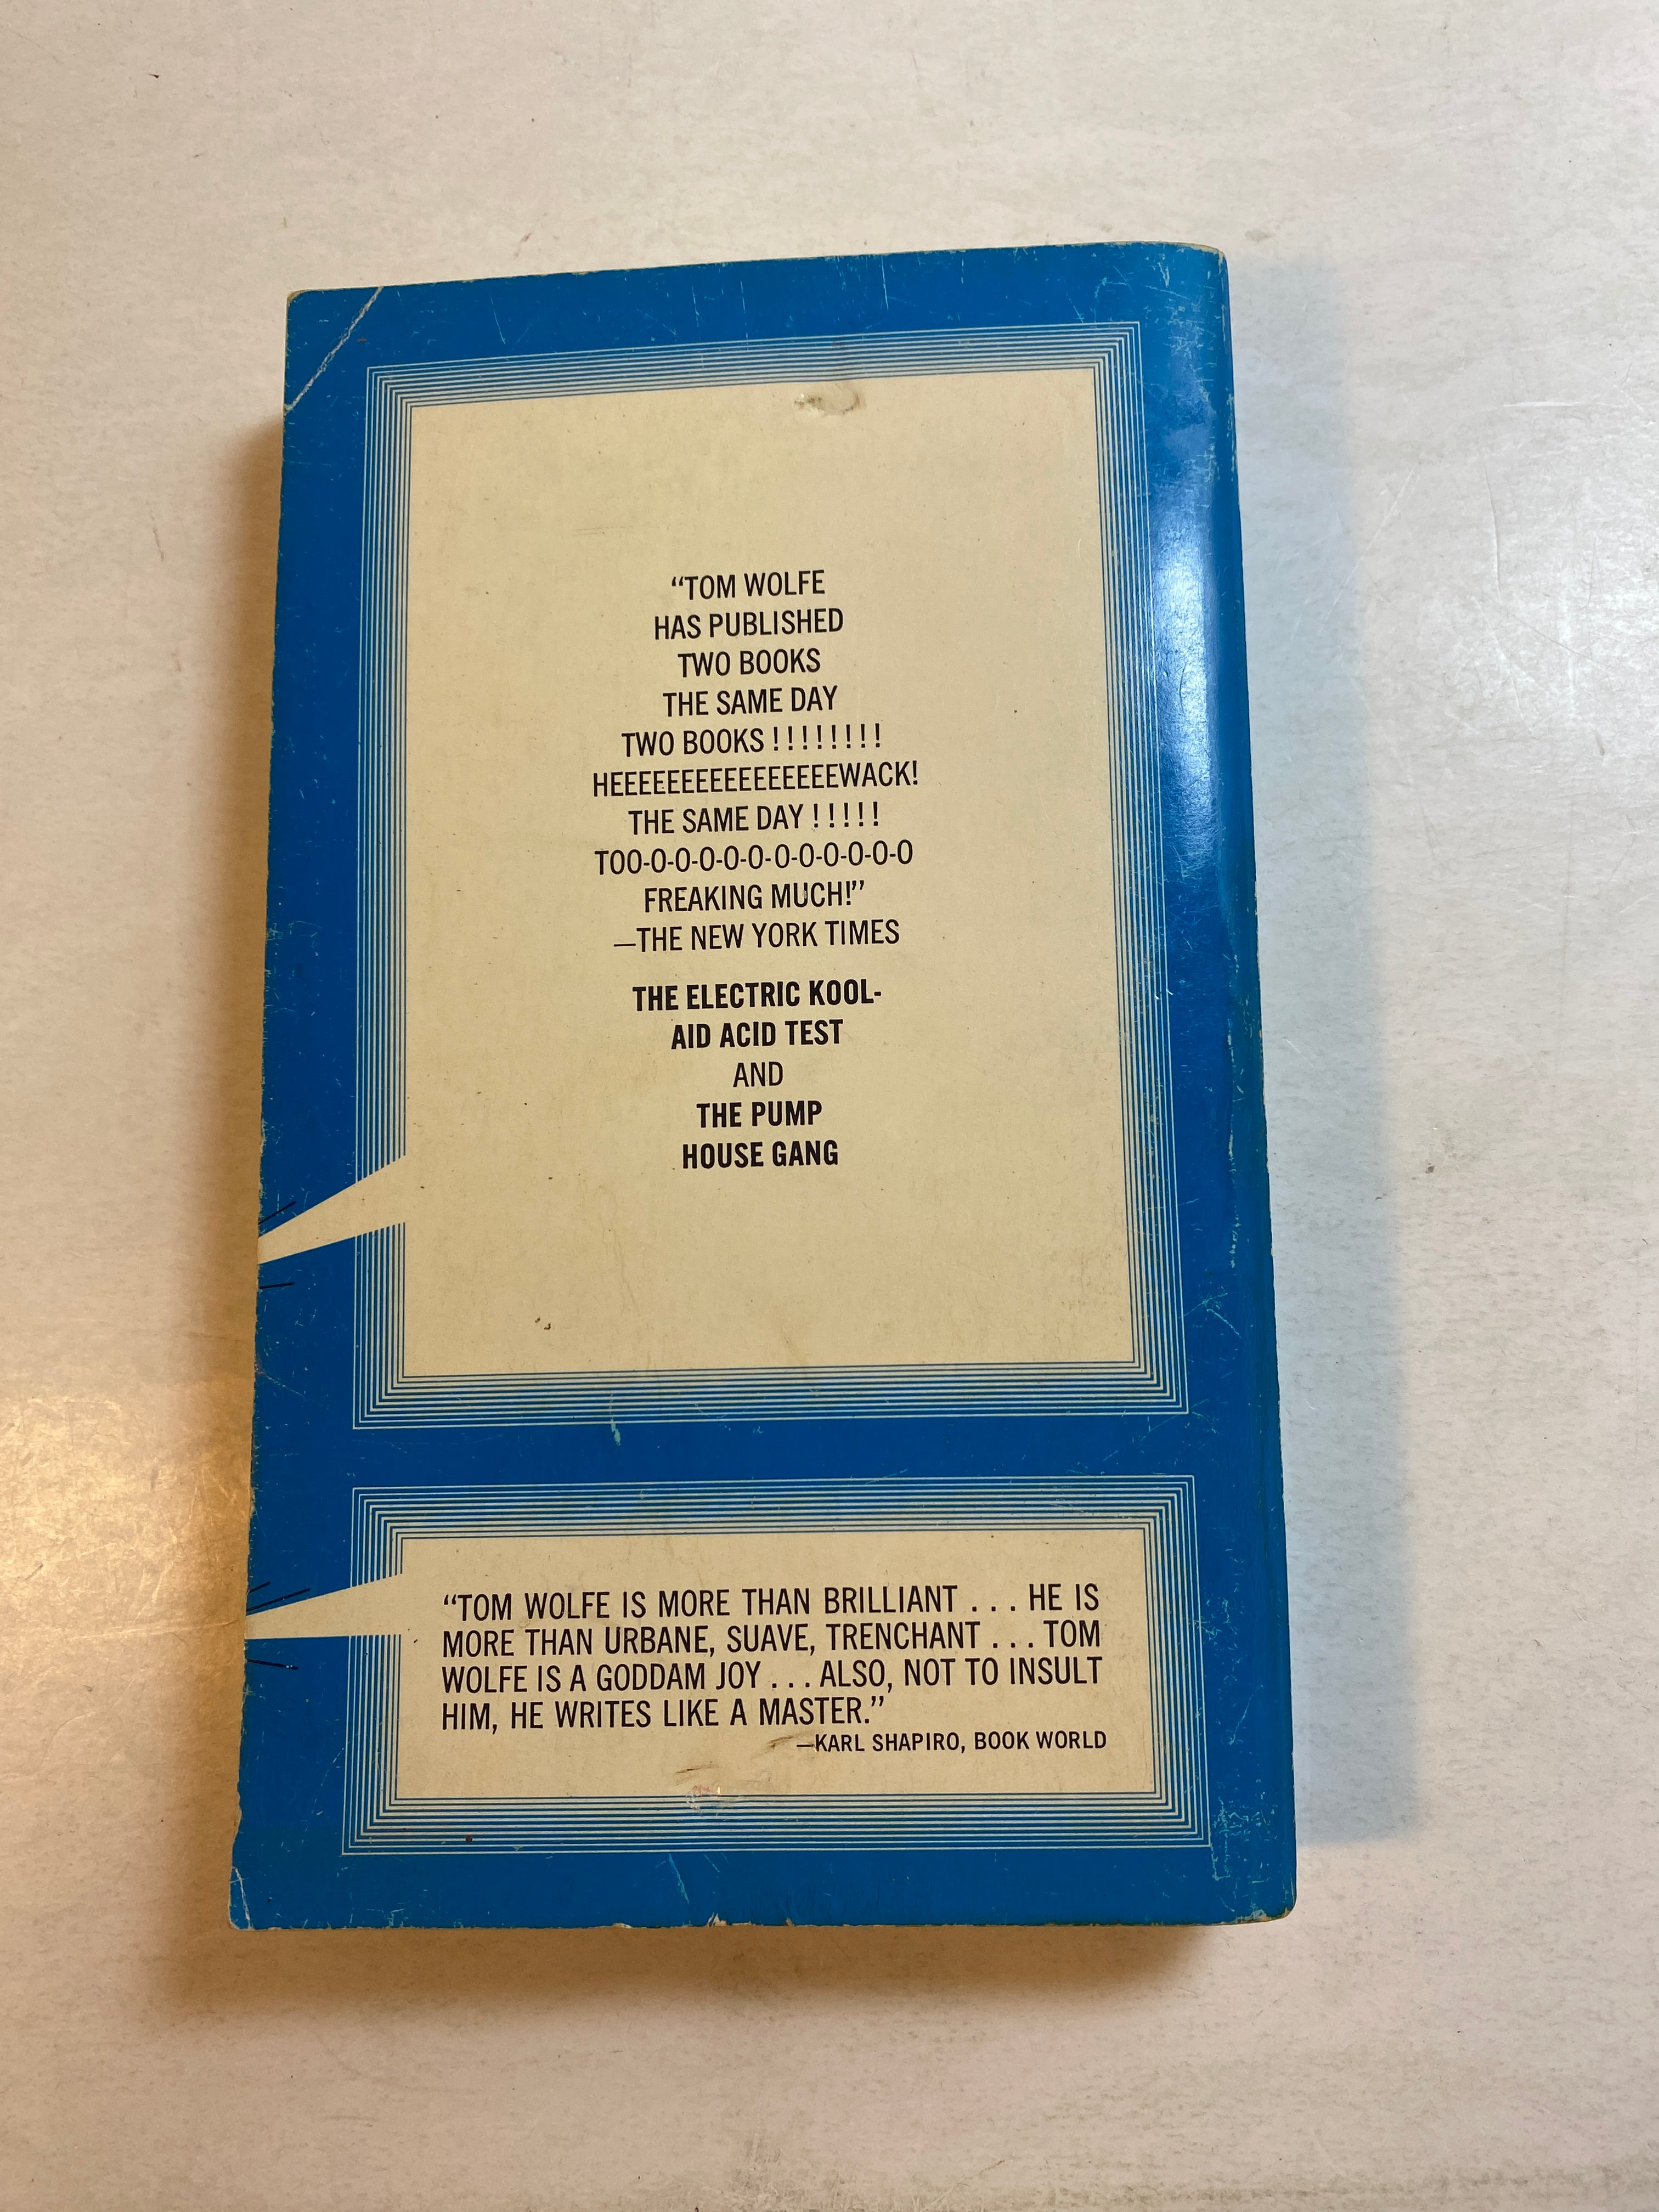 “TOM WOLFE
HAS PUBLISHED
TWO BOOKS
THE SAME DAY
TWO BOOKS ! ! ! ! ! ! ! !
HEEEEEEEEEEEEEEEEWACK!
THE SAME DAY ! ! ! ! !
TOO-O-O-O-O-O-O-O-O-O-O-O
FREAKING MUCH!”
—THE NEW YORK TIMES
THE ELECTRIC KOOL-
AID ACID TEST
AND
THE PUMP
HOUSE GANG
“TOM WOLFE IS MORE THAN BRILLIANT . . . HE IS
MORE THAN URBANE, SUAVE, TRENCHANT . . . TOM
WOLFE IS A GODDAM JOY . . . ALSO, NOT TO INSULT
HIM, HE WRITES LIKE A MASTER.”
—KARL SHAPIRO, BOOK WORLD